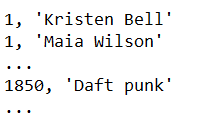 1, 'Kristen Bell'
1, 'Maia Wilson'
...
1850, 'Daft punk'
...